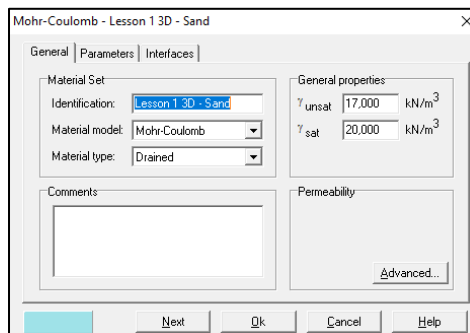 Mohr-Coulomb - Lesson 1 3D - Sand
General Parameters Interfaces
Material Set
Identification: Lesson 1 3D - Sand
Material model: Mohr-Coulomb
Material type: Drained
General properties
γ unsat 17,000 kN/m³
γ sat 20,000 kN/m³
Comments
Permeability
Advanced...
Next Ok Cancel Help